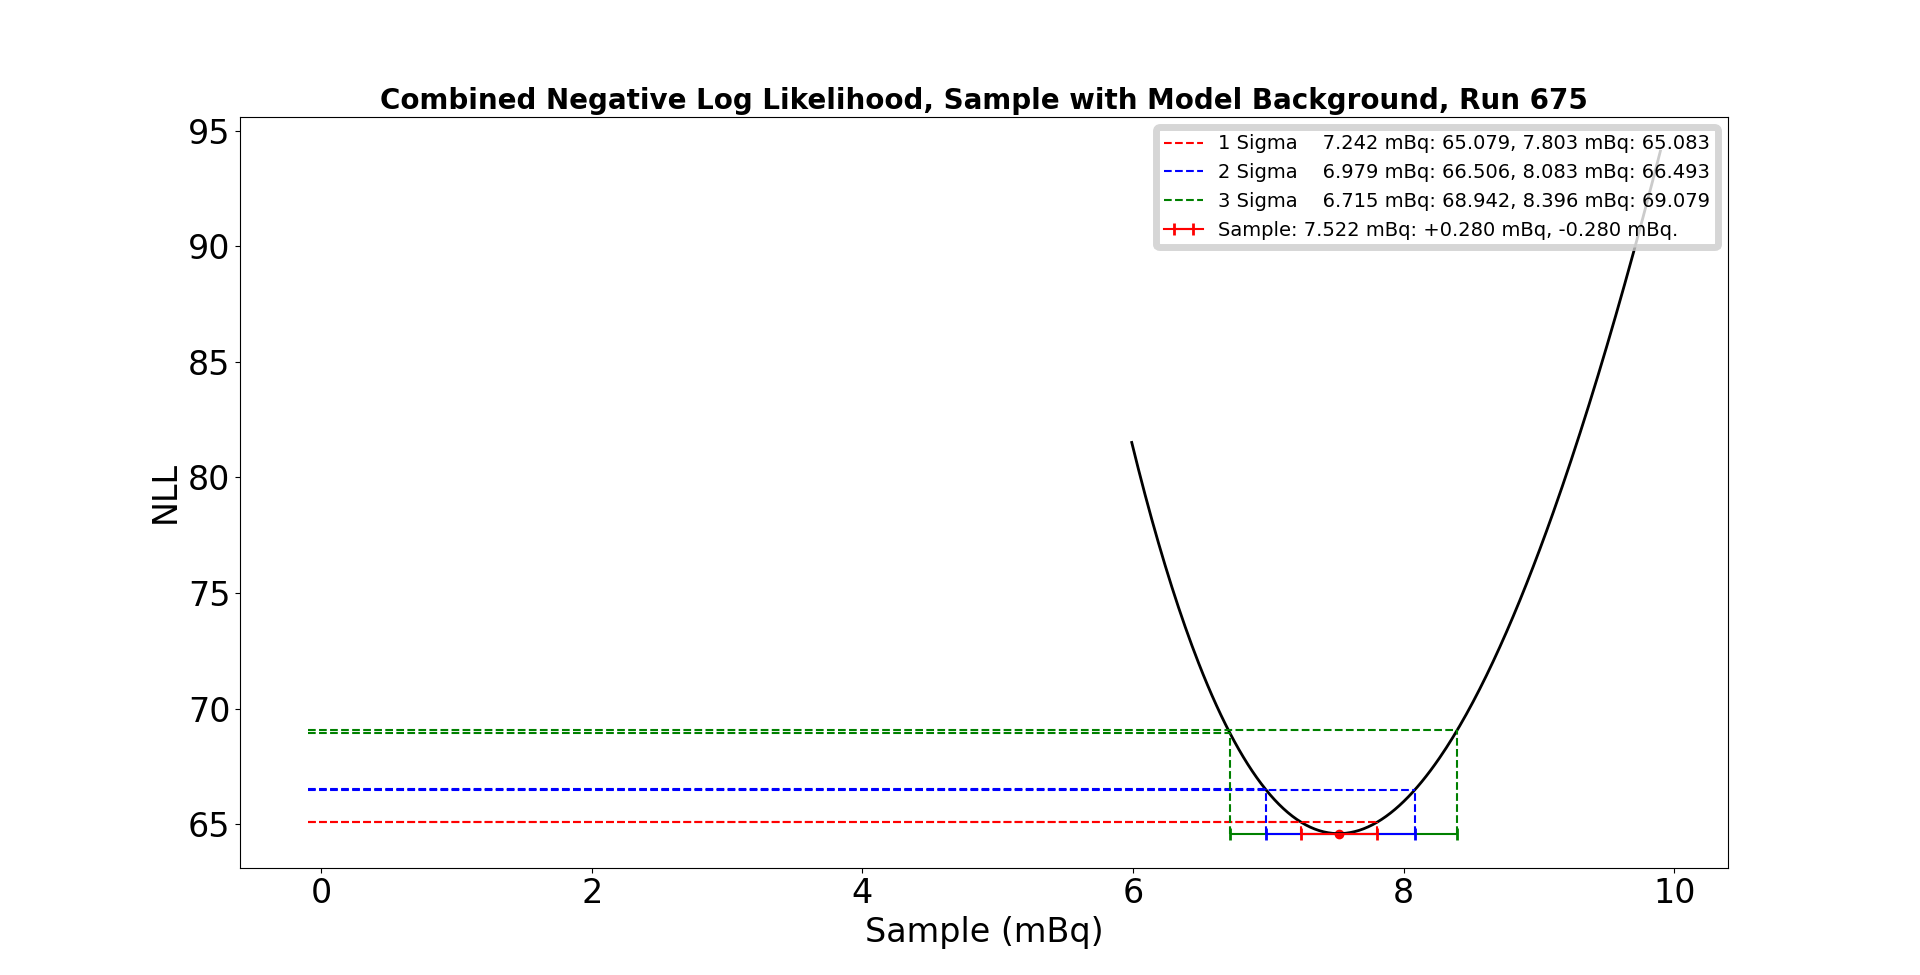 Combined Negative Log Likelihood, Sample with Model Background, Run 675
1 Sigma 7.242 mBq: 65.079, 7.803 mBq: 65.083
2 Sigma 6.979 mBq: 66.506, 8.083 mBq: 66.493
3 Sigma 6.715 mBq: 68.942, 8.396 mBq: 69.079
Sample: 7.522 mBq: +0.280 mBq, -0.280 mBq.
95
90
85
80
75
70
65
NLL
0 2 4 6 8 10
Sample (mBq)